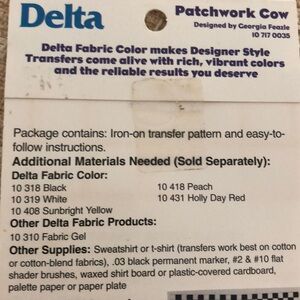 Delta
Patchwork Cow
Designed by Georgia Feazle
10 717 0035
Delta Fabric Color makes Designer Style
Transfers come alive with rich, vibrant colors
and the reliable results you deserve
Package contains: Iron-on transfer pattern and easy-to-
follow instructions.
Additional Materials Needed (Sold Separately):
Delta Fabric Color:
10 318 Black
10 418 Peach
10 319 White
10 431 Holly Day Red
10 408 Sunbright Yellow
Other Delta Fabric Products:
10 310 Fabric Gel
Other Supplies: Sweatshirt or t-shirt (transfers work best on cotton
or cotton-blend fabrics), .03 black permanent marker, #2 & #10 flat
shader brushes, waxed shirt board or plastic-covered cardboard,
palette paper or paper plate